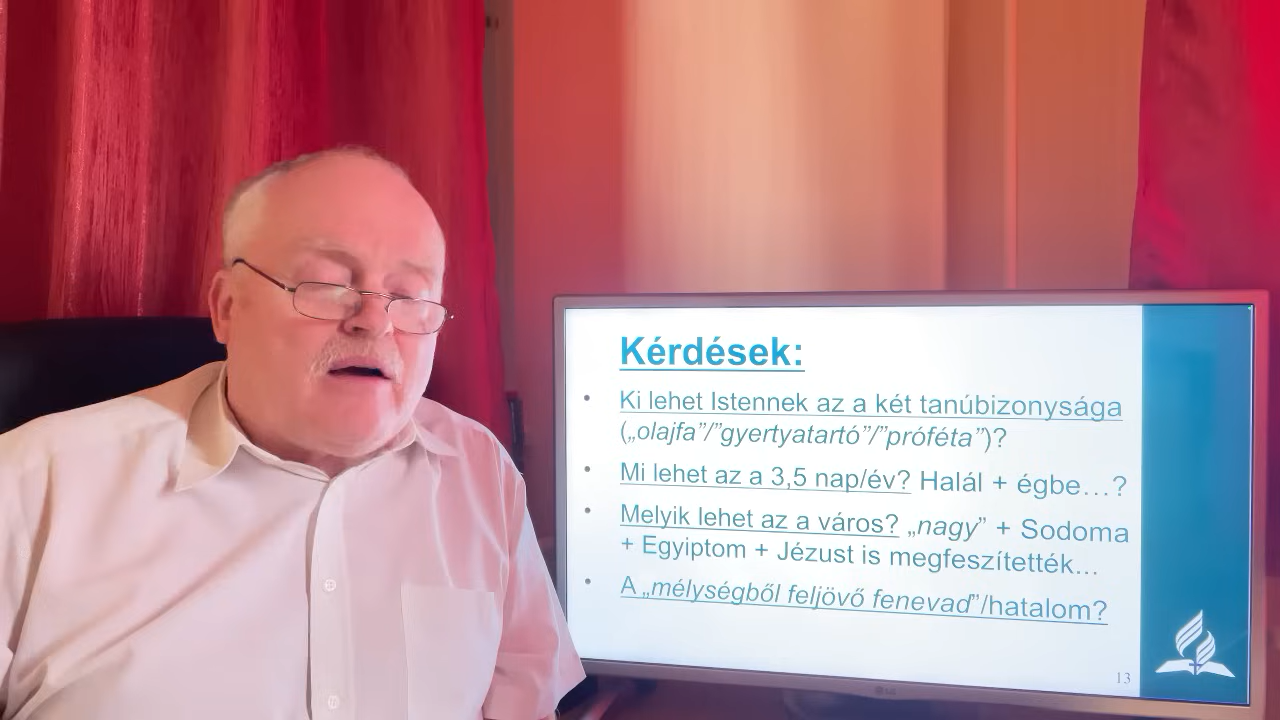 Kérdések:
• Ki lehet Istennek az a két tanúbizonysága
(„olajfa”/”gyertyatartó”/”próféta”)?
• Mi lehet az a 3,5 nap/év? Halál + égbe…?
• Melyik lehet az a város? „nagy” + Sodoma
+ Egyiptom + Jézust is megfeszítették…
• A „mélységből feljövő fenevad”/hatalom?
13
LG